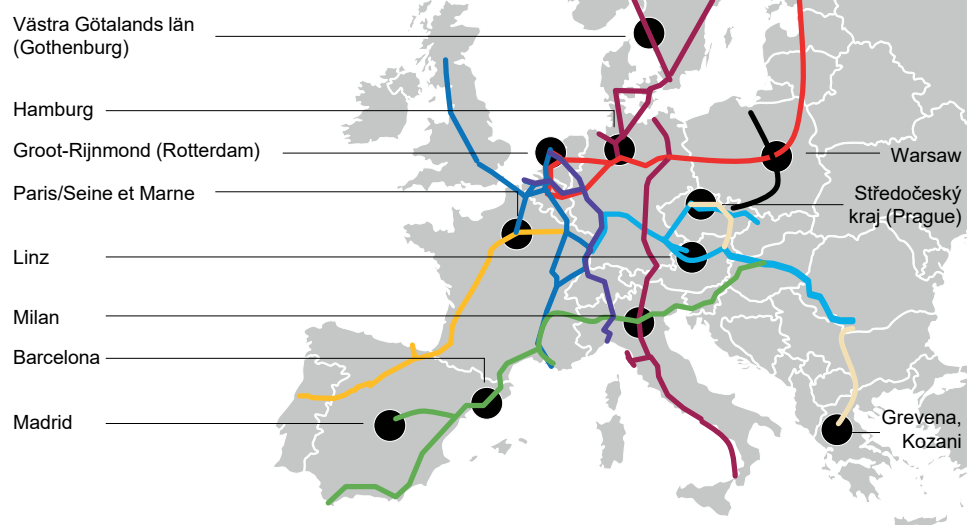 Västra Götalands län
(Gothenburg)
Hamburg
Groot-Rijnmond (Rotterdam)
Paris/Seine et Marne
Linz
Milan
Barcelona
Madrid
Warsaw
Středočeský
kraj (Prague)
Grevena,
Kozani